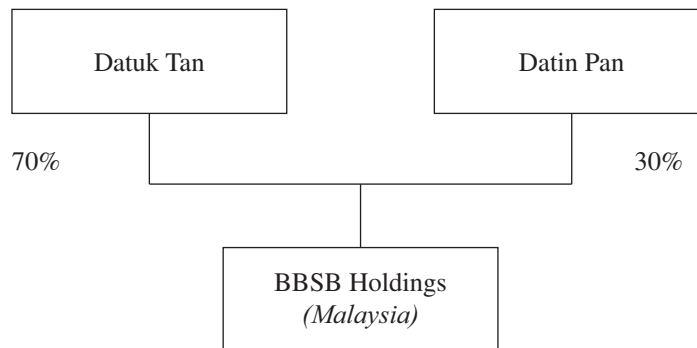 Datuk Tan
Datin Pan
70%
30%
BBSB Holdings
(Malaysia)